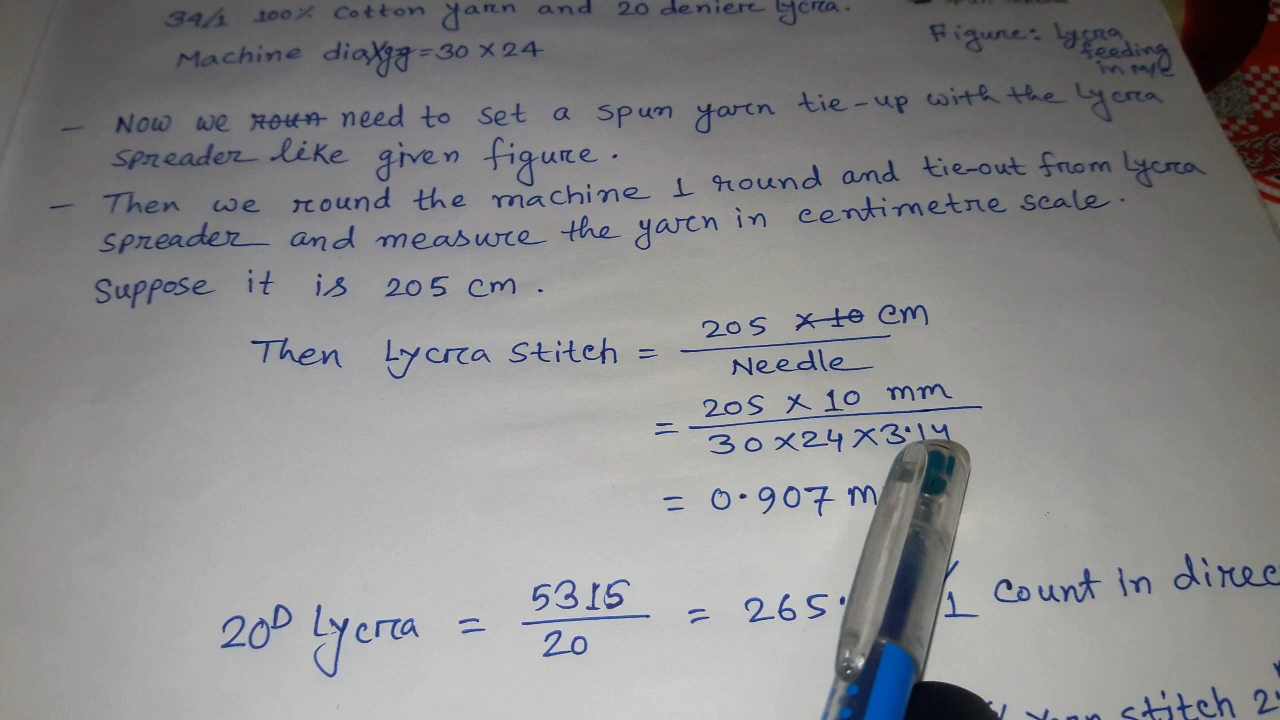 34/1 100% Cotton yarn and 20 denier Lycra.
Machine diaXgg=30 X 24
Figure: Lycra
feeding
in m/c
- Now we need to set a spun yarn tie-up with the Lycra
spreader like given figure.
- Then we round the machine 1 round and tie-out from Lycra
spreader and measure the yarn in centimetre scale.
Suppose it is 205 cm.
Then Lycra stitch = 205 cm
Needle
= 205 X 10 mm
30 X 24 X 3.14
= 0.907 m
20D Lycra = 5315 = 265. /1 count in direc
20
stitch 2